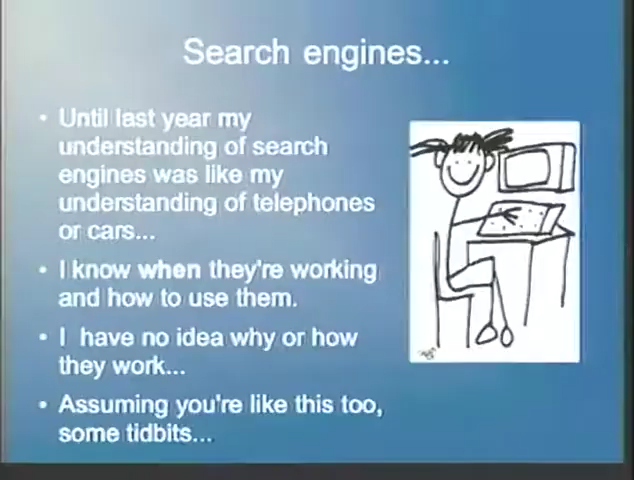 Search engines...
• Until last year my
understanding of search
engines was like my
understanding of telephones
or cars...
• I know when they're working
and how to use them.
• I have no idea why or how
they work...
• Assuming you're like this too,
some tidbits...